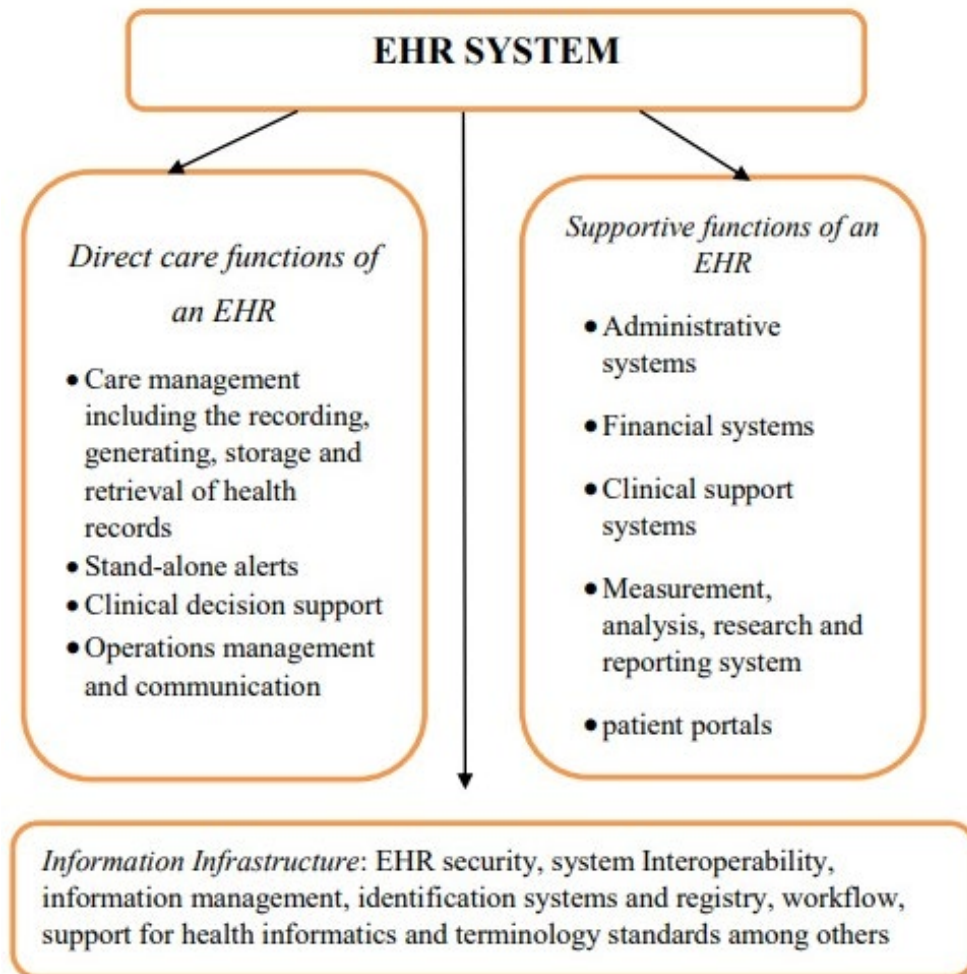 EHR SYSTEM
Direct care functions of
an EHR
• Care management
including the recording,
generating, storage and
retrieval of health
records
• Stand-alone alerts
• Clinical decision support
• Operations management
and communication
Supportive functions of an
EHR
• Administrative
systems
• Financial systems
• Clinical support
systems
• Measurement,
analysis, research and
reporting system
• patient portals
Information Infrastructure: EHR security, system Interoperability,
information management, identification systems and registry, workflow,
support for health informatics and terminology standards among others